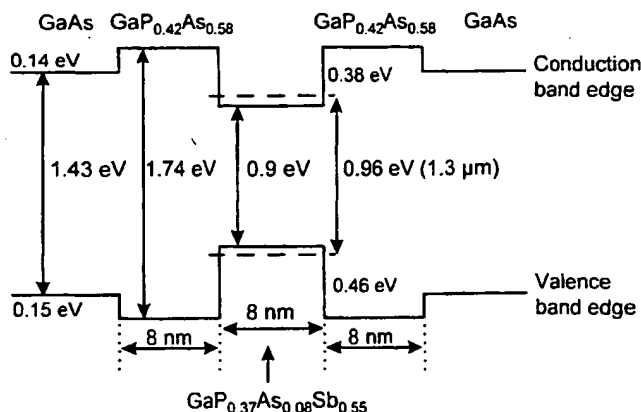 GaAs GaP0.42As0.58 GaP0.42As0.58 GaAs
0.14 eV
0.38 eV
Conduction band edge
1.43 eV
1.74 eV
0.9 eV
0.96 eV (1.3 µm)
0.15 eV
0.46 eV
Valence band edge
8 nm
8 nm
8 nm
GaP0.37As0.08Sb0.55